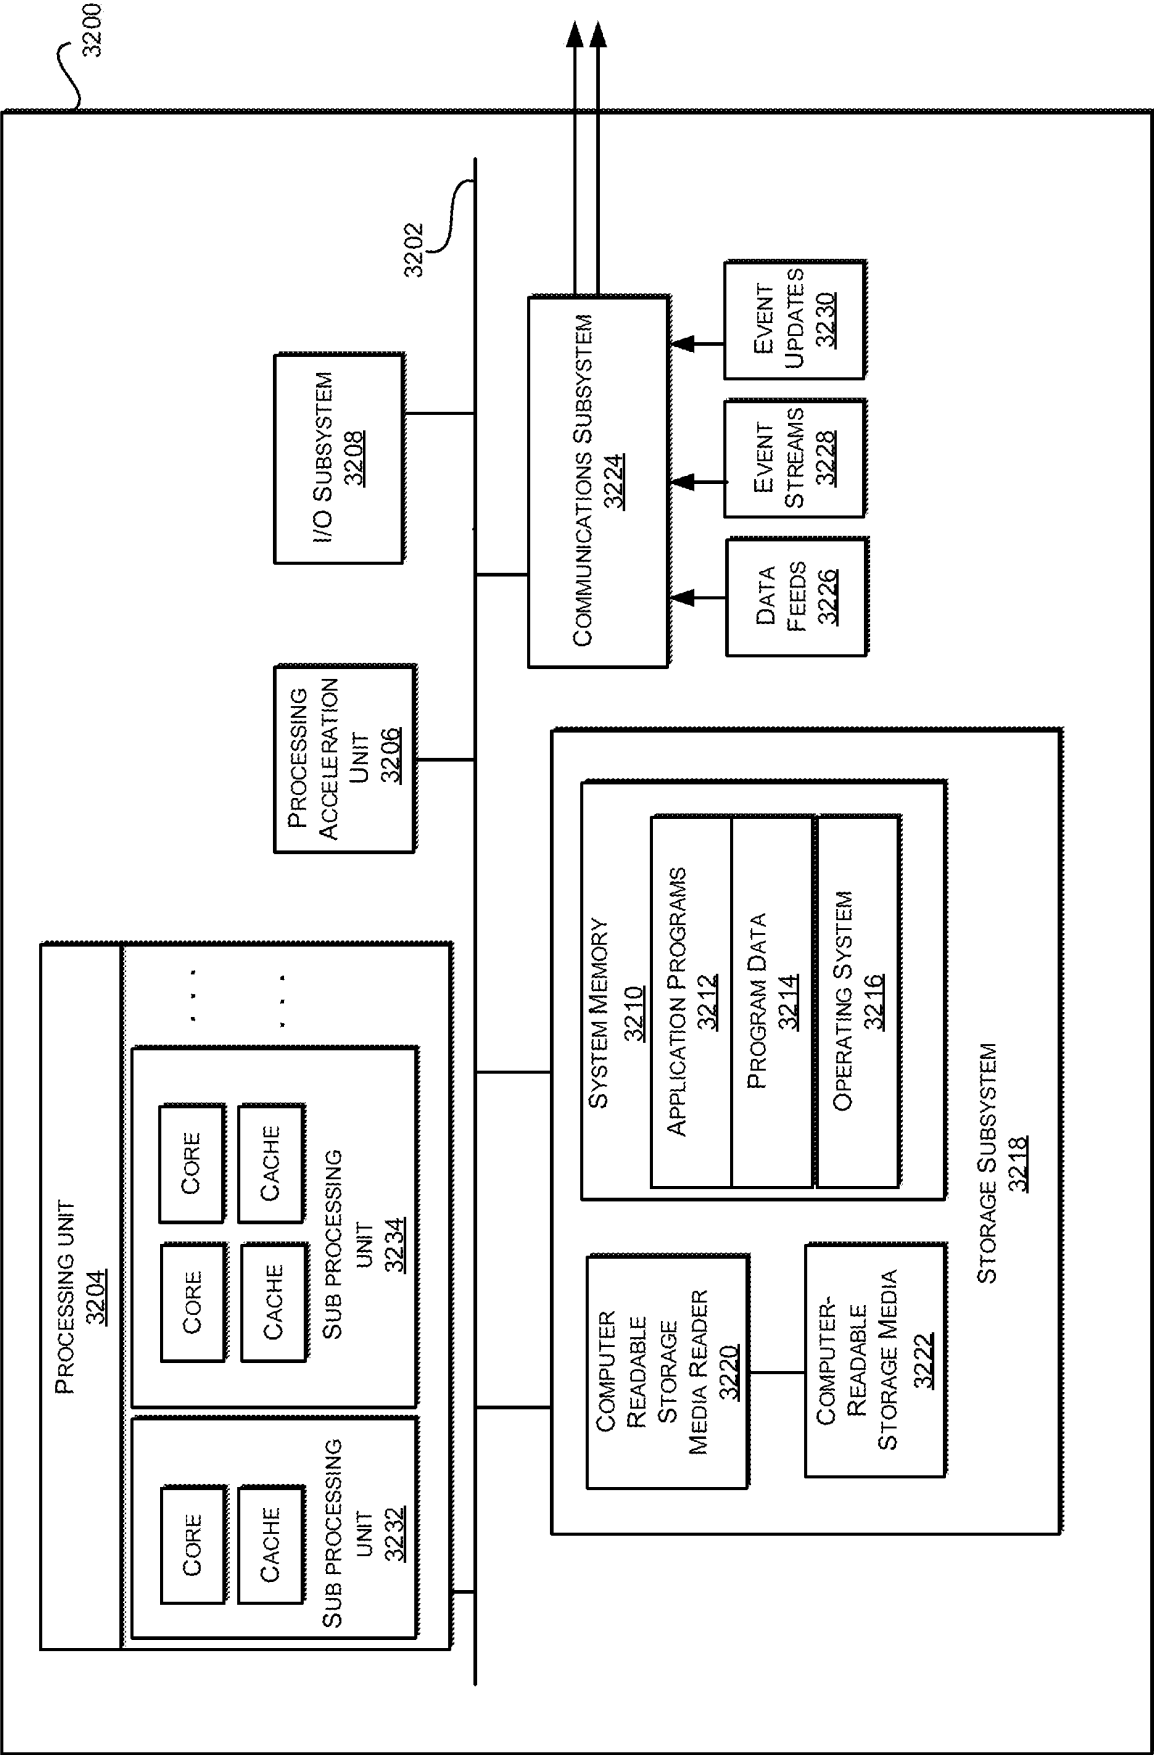 3200
PROCESSING UNIT
3204
CORE
CACHE
SUB PROCESSING
UNIT
3232
CORE
CORE
CACHE
CACHE
SUB PROCESSING
UNIT
3234
. . .
. . .
PROCESSING
ACCELERATION
UNIT
3206
I/O SUBSYSTEM
3208
3202
COMPUTER
READABLE
STORAGE
MEDIA READER
3220
COMPUTER-
READABLE
STORAGE MEDIA
3222
SYSTEM MEMORY
3210
APPLICATION PROGRAMS
3212
PROGRAM DATA
3214
OPERATING SYSTEM
3216
STORAGE SUBSYSTEM
3218
COMMUNICATIONS SUBSYSTEM
3224
DATA
FEEDS
3226
EVENT
STREAMS
3228
EVENT
UPDATES
3230